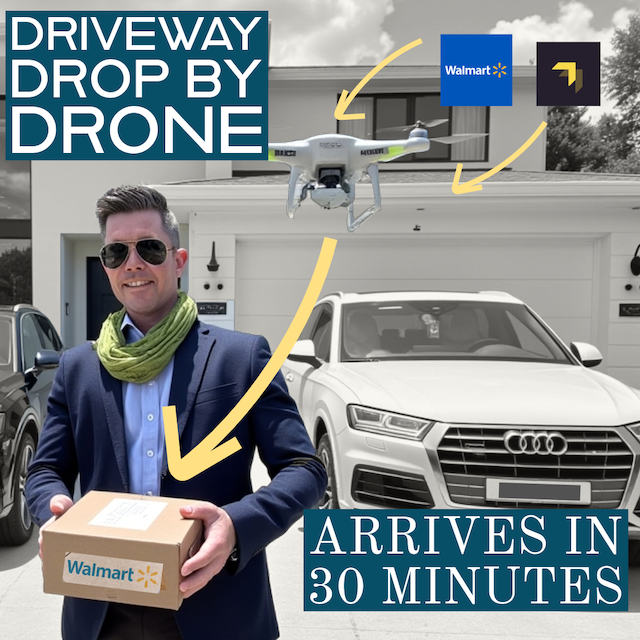 DRIVEWAY
DROP BY
DRONE
Walmart
Walmart
ARRIVES IN
30 MINUTES